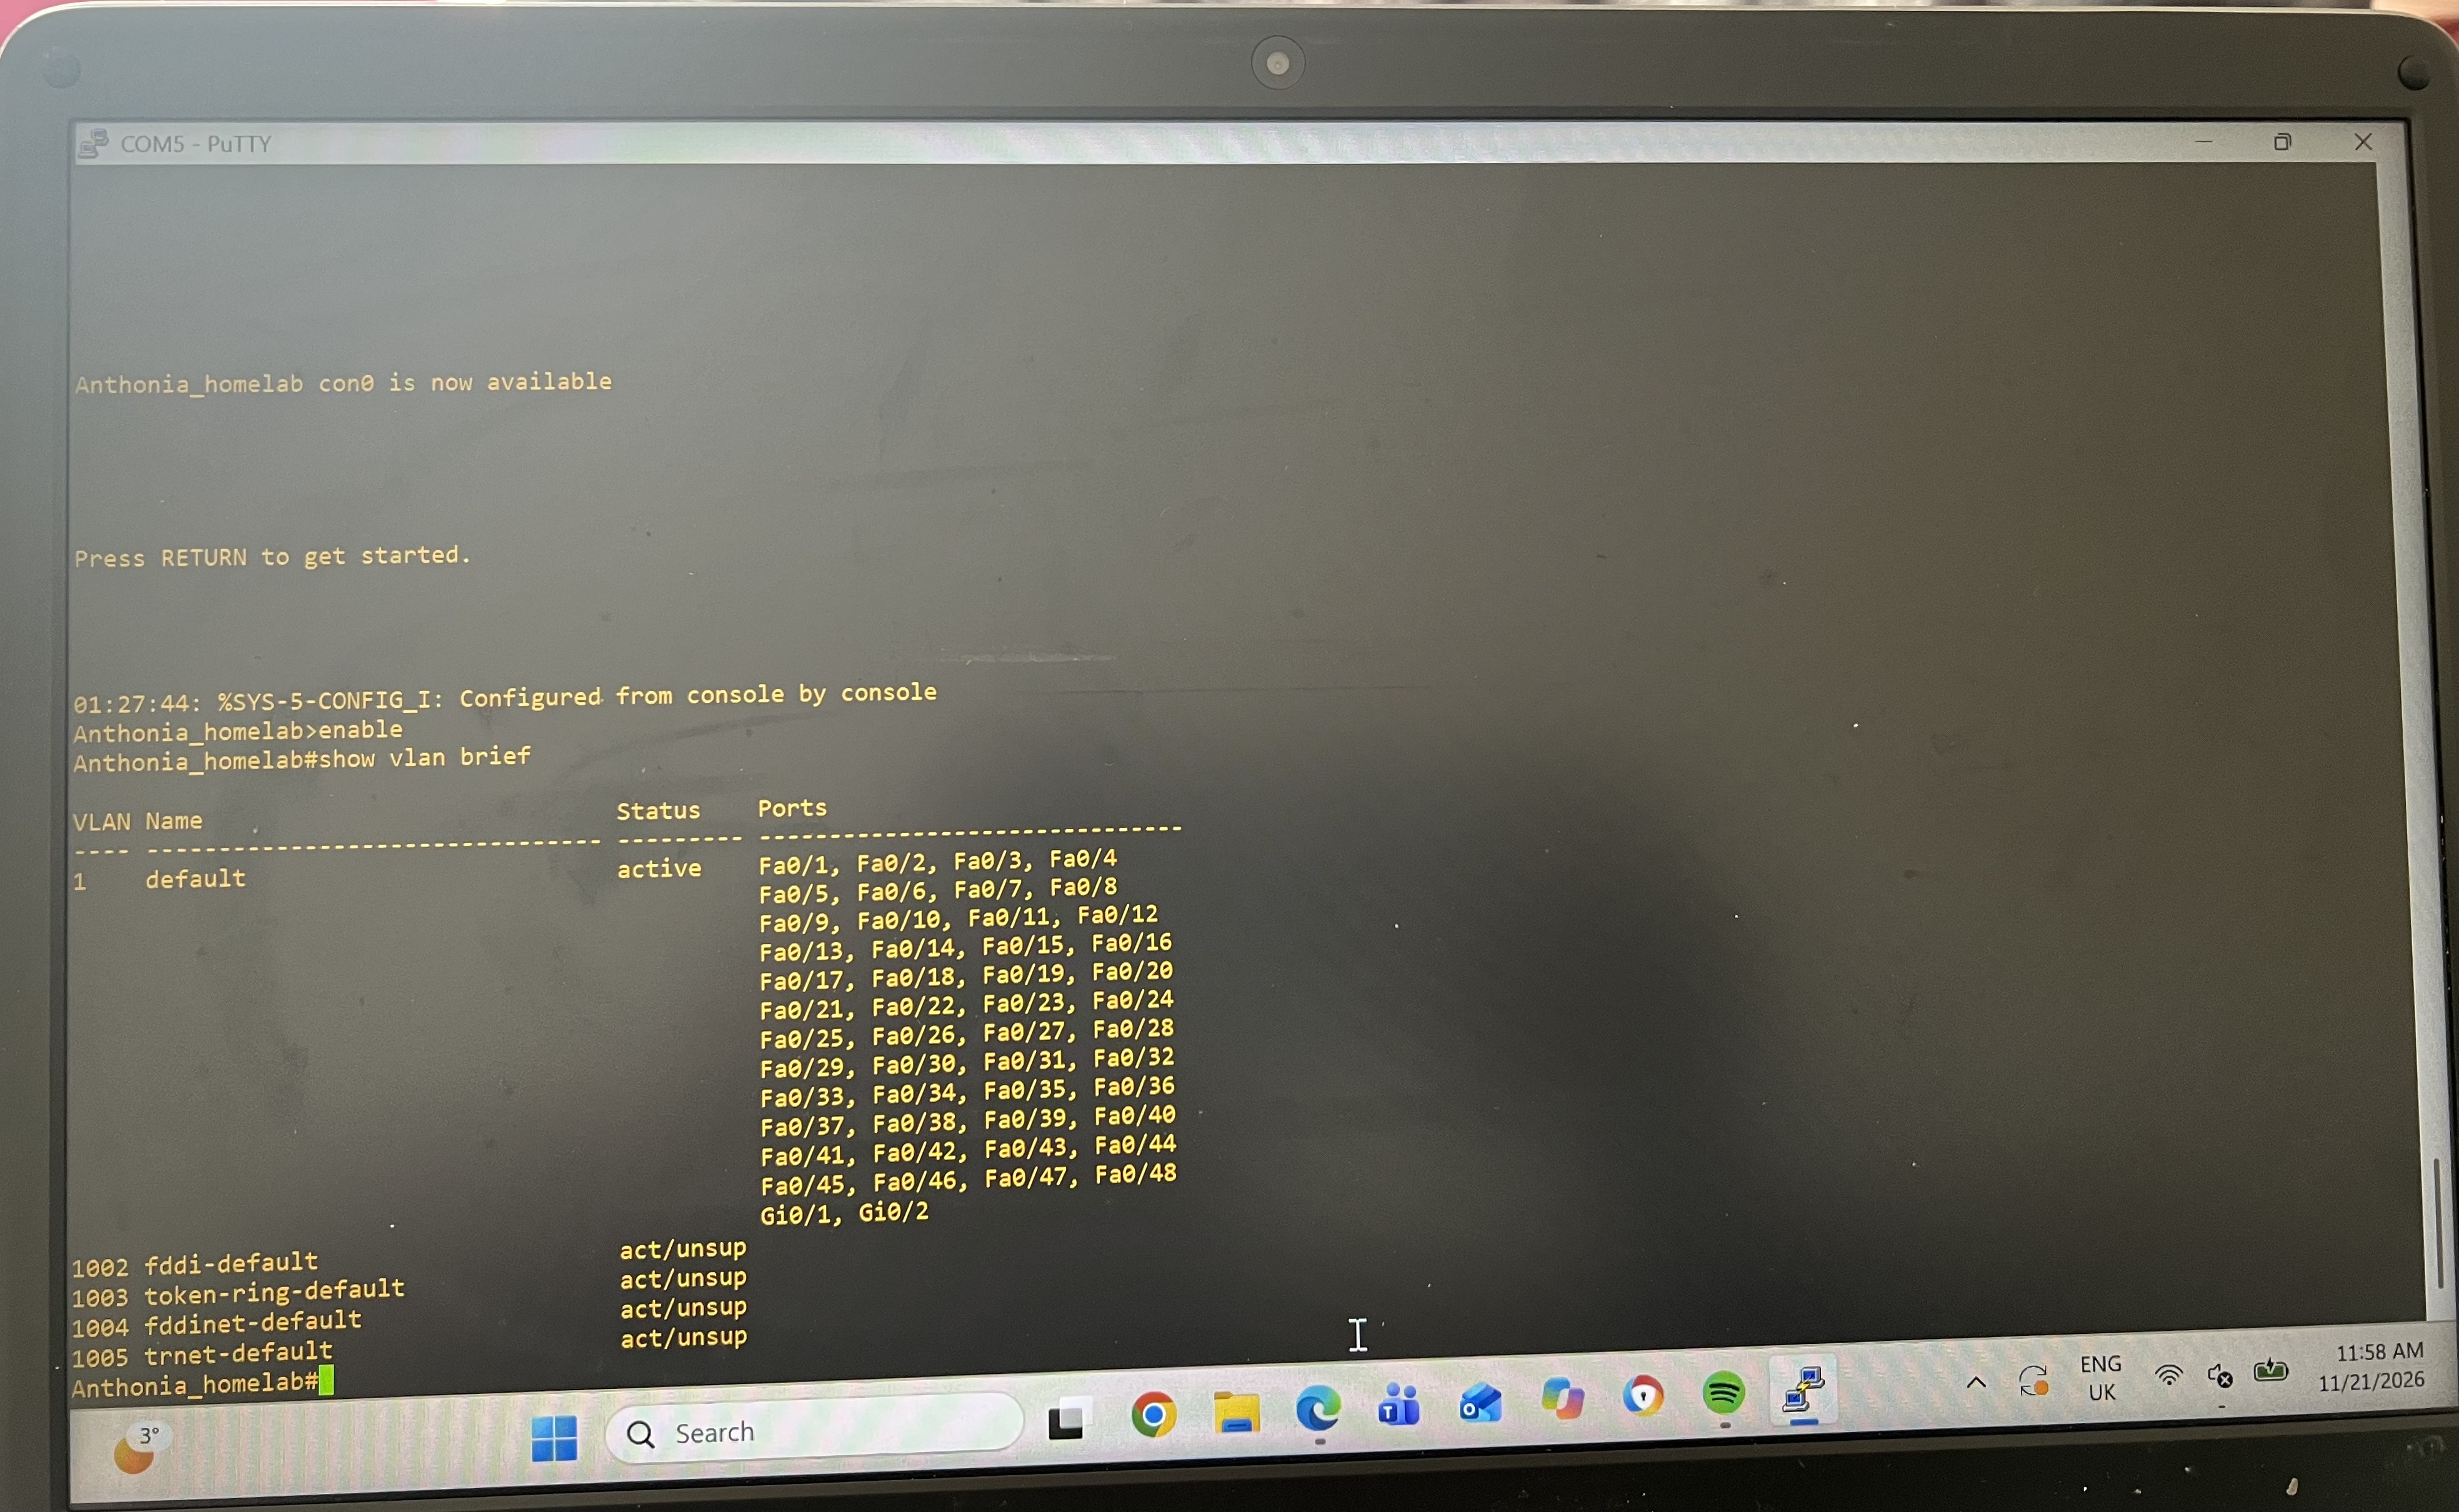 COM5 - PuTTY
Anthonia_homelab con0 is now available
Press RETURN to get started.
01:27:44: %SYS-5-CONFIG_I: Configured from console by console
Anthonia_homelab>enable
Anthonia_homelab#show vlan brief
VLAN Name Status Ports
---- -------------------------------- --------- -------------------------------
1 default active Fa0/1, Fa0/2, Fa0/3, Fa0/4
Fa0/5, Fa0/6, Fa0/7, Fa0/8
Fa0/9, Fa0/10, Fa0/11, Fa0/12
Fa0/13, Fa0/14, Fa0/15, Fa0/16
Fa0/17, Fa0/18, Fa0/19, Fa0/20
Fa0/21, Fa0/22, Fa0/23, Fa0/24
Fa0/25, Fa0/26, Fa0/27, Fa0/28
Fa0/29, Fa0/30, Fa0/31, Fa0/32
Fa0/33, Fa0/34, Fa0/35, Fa0/36
Fa0/37, Fa0/38, Fa0/39, Fa0/40
Fa0/41, Fa0/42, Fa0/43, Fa0/44
Fa0/45, Fa0/46, Fa0/47, Fa0/48
Gi0/1, Gi0/2
1002 fddi-default act/unsup
1003 token-ring-default act/unsup
1004 fddinet-default act/unsup
1005 trnet-default act/unsup
Anthonia_homelab#
3°
Search
ENG
UK
11:58 AM
11/21/2026